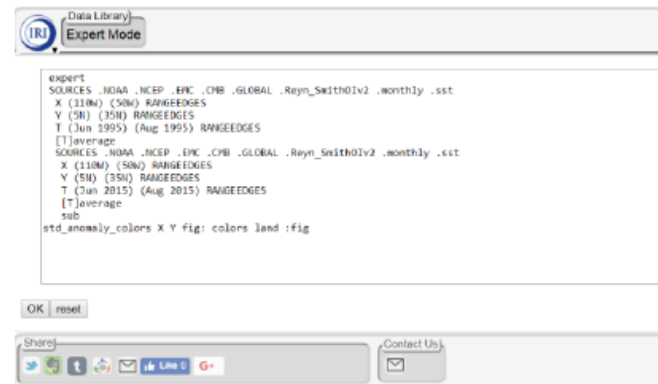 Data Library
IRI
Expert Mode
expert
SOURCES .NOAA .NCEP .EMC .CMB .GLOBAL .Reyn_SmithOIv2 .monthly .sst
X (110W) (50W) RANGEEDGES
Y (5N) (35N) RANGEEDGES
T (Jun 1995) (Aug 1995) RANGEEDGES
[T]average
SOURCES .NOAA .NCEP .EMC .CMB .GLOBAL .Reyn_SmithOIv2 .monthly .sst
X (110W) (50W) RANGEEDGES
Y (5N) (35N) RANGEEDGES
T (Jun 2015) (Aug 2015) RANGEEDGES
[T]average
sub
std_anomaly_colors X Y fig: colors land :fig
OK reset
Share
Contact Us
t Like 0 G+